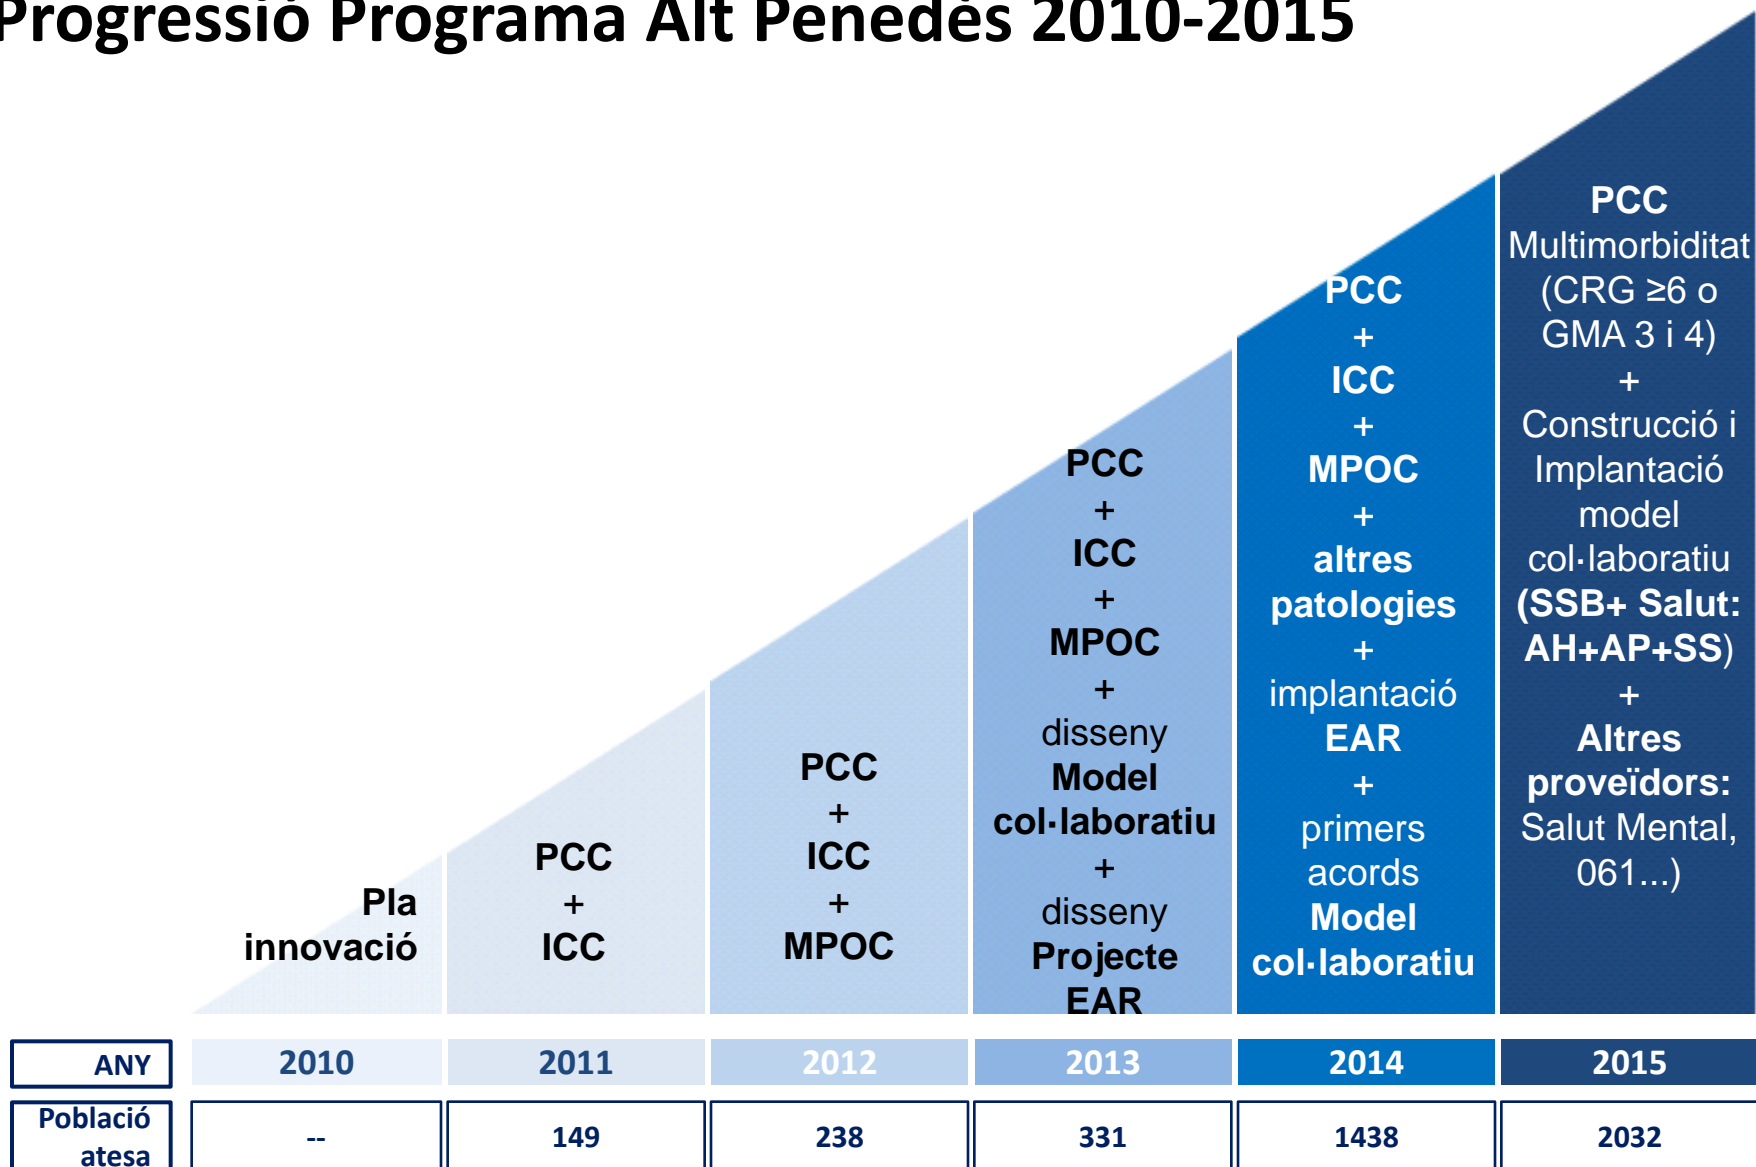 Progressió Programa Alt Penedès 2010-2015
Pla
innovació
PCC
+
ICC
PCC
+
ICC
+
MPOC
PCC
+
ICC
+
MPOC
+
disseny
Model
col·laboratiu
+
disseny
Projecte
EAR
PCC
+
ICC
+
MPOC
+
altres
patologies
+
implantació
EAR
+
primers
acords
Model
col·laboratiu
PCC
Multimorbiditat
(CRG ≥6 o
GMA 3 i 4)
+
Construcció i
Implantació
model
col·laboratiu
(SSB+ Salut:
AH+AP+SS)
+
Altres
proveïdors:
Salut Mental,
061...)
ANY 2010 2011 2012 2013 2014 2015
Població
atesa -- 149 238 331 1438 2032